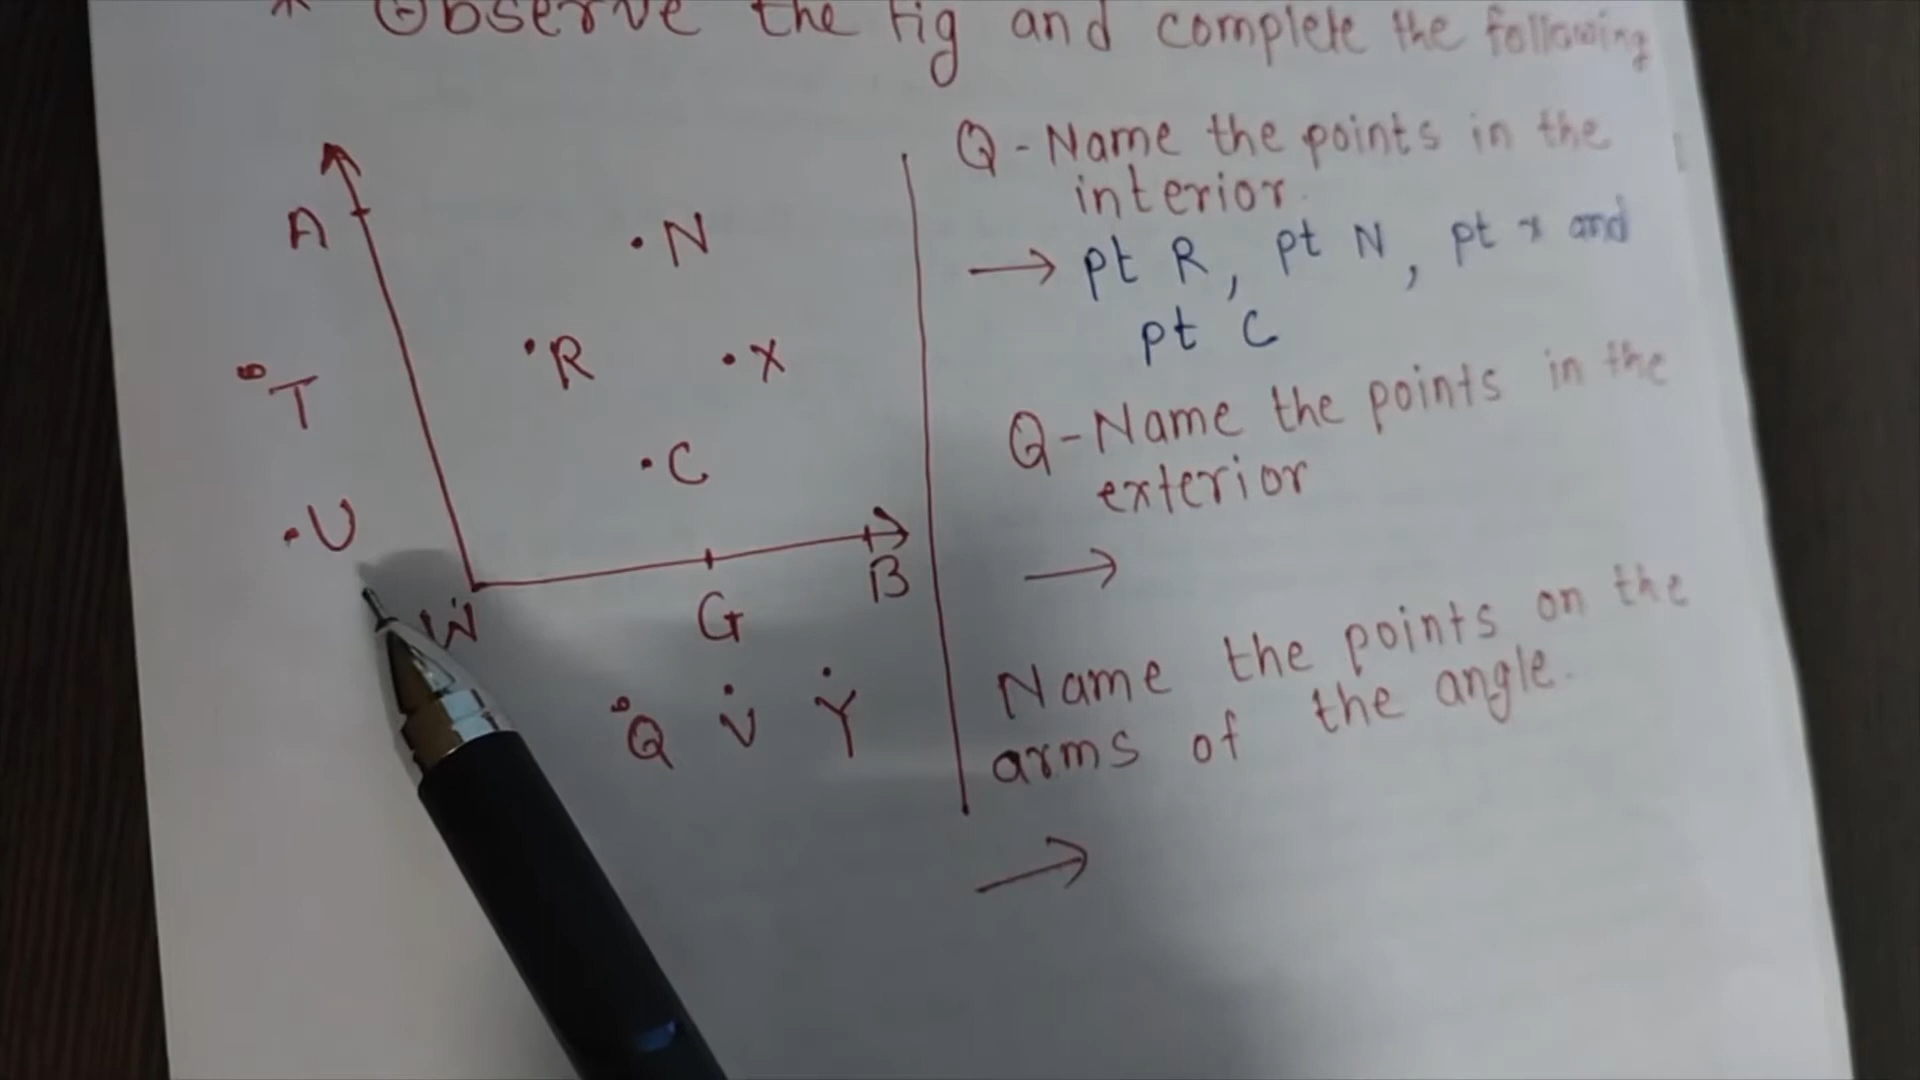 * Observe the fig and complete the following
Q - Name the points in the
interior.
→ pt R, pt N, pt x and
pt C
Q - Name the points in the
exterior
→
Name the points on the
arms of the angle.
→
A
N
R
X
T
C
U
B
W
G
Q
V
Y